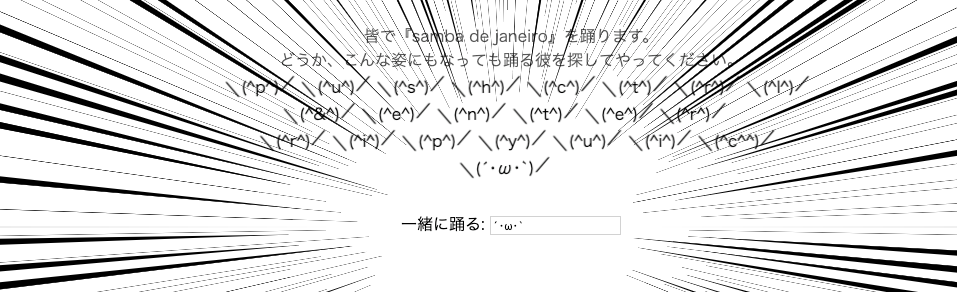 皆で『samba de janeiro』を踊ります。
どうか、こんな姿にもなっても踊る彼を探してやってください。
＼(^p^)／ ＼(^u^)／ ＼(^s^)／ ＼(^h^)／ ＼(^c^)／ ＼(^t^)／ ＼(^r^)／ ＼(^l^)／
＼(^&^)／ ＼(^e^)／ ＼(^n^)／ ＼(^t^)／ ＼(^e^)／ ＼(^r^)／
＼(^r^)／ ＼(^i^)／ ＼(^p^)／ ＼(^y^)／ ＼(^u^)／ ＼(^i^)／ ＼(^c^^)／
＼(´･ω･`)／
一緒に踊る: ´･ω･`